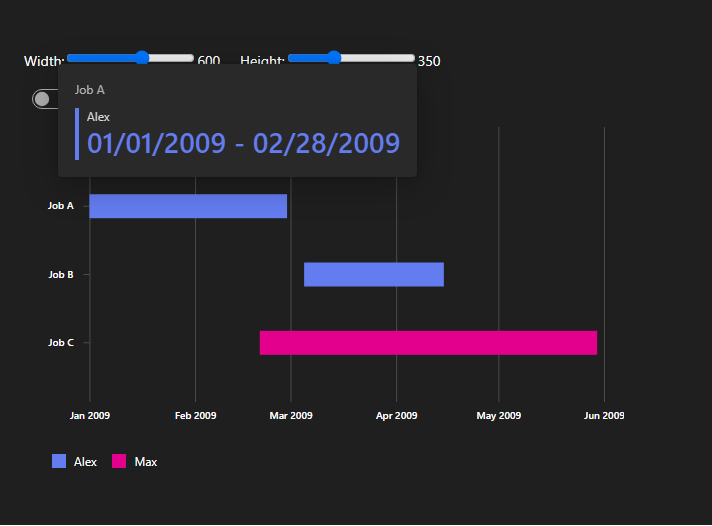 Width: 600 Height: 350
Job A
Alex
01/01/2009 - 02/28/2009
Job A
Job B
Job C
Jan 2009 Feb 2009 Mar 2009 Apr 2009 May 2009 Jun 2009
Alex Max